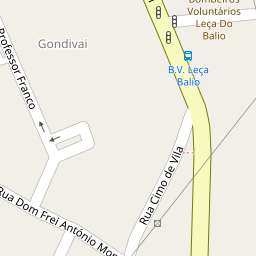 Bombeiros
Voluntários
Leça Do
Balio
Gondivai
B.V. Leça
Balio
Professor Franco
Rua Cimo de Vila
Rua Dom Frei António